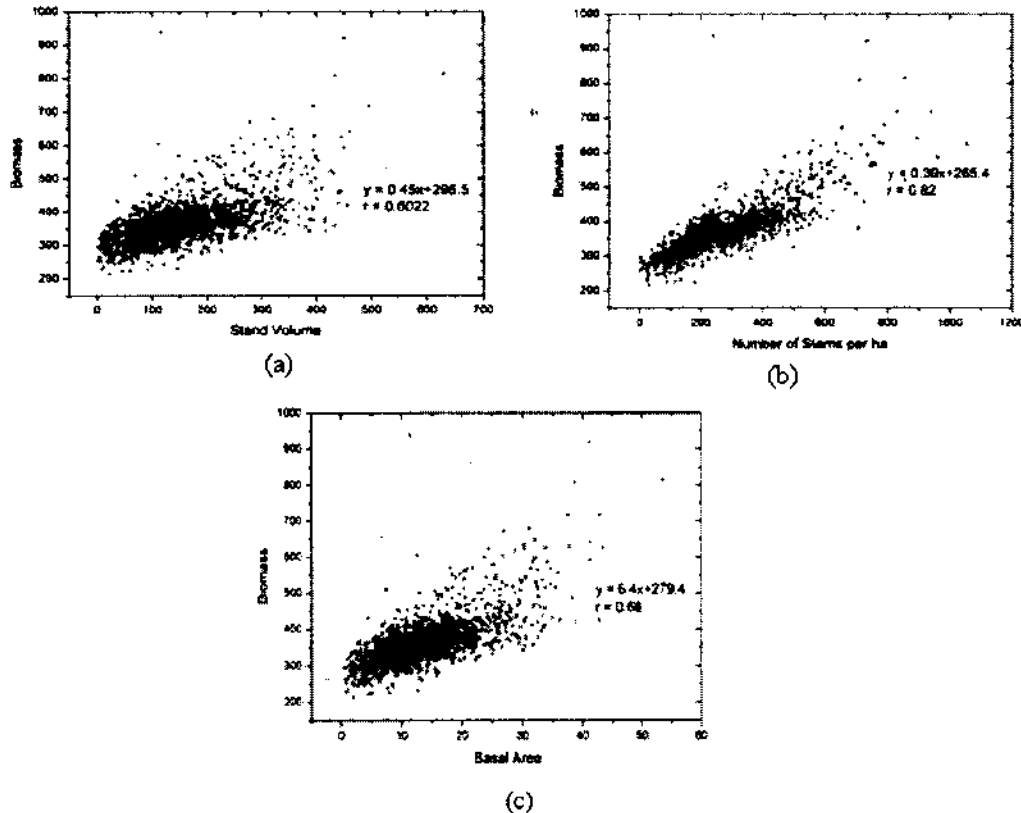 1000
900
800
700
600
500
400
300
200
Biomass
y = 0.45x+296.5
r = 0.6022
0 100 200 300 400 500 600 700
Stand Volume
(a)
1000
900
800
700
600
500
400
300
200
Biomass
y = 0.39x+265.4
r = 0.82
0 200 400 600 800 1000 1200
Number of Stems per ha
(b)
1000
900
800
700
600
500
400
300
200
Biomass
y = 6.4x+279.4
r = 0.68
0 10 20 30 40 50 60
Basal Area
(c)